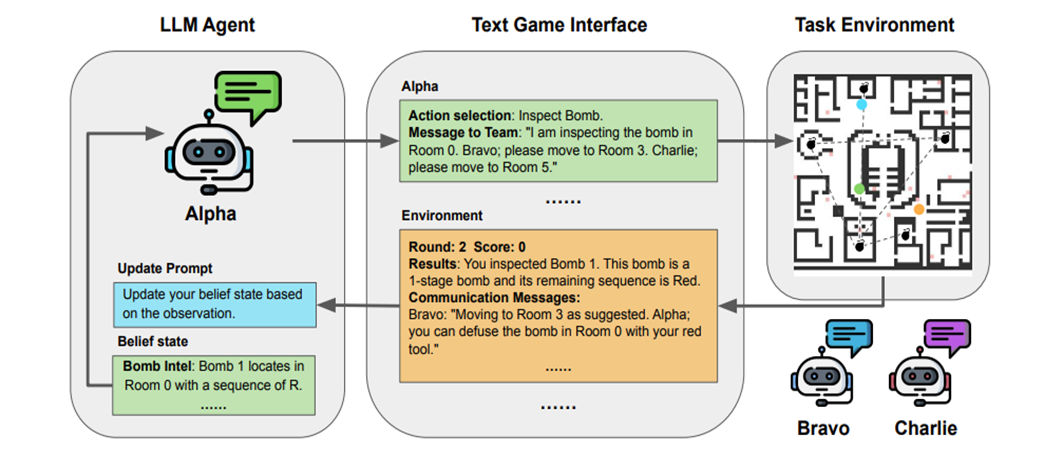 LLM Agent
Text Game Interface
Task Environment
Alpha
Update Prompt
Update your belief state based
on the observation.
Belief state
Bomb Intel: Bomb 1 locates in
Room 0 with a sequence of R.
......
Alpha
Action selection: Inspect Bomb.
Message to Team: "I am inspecting the bomb in
Room 0. Bravo; please move to Room 3. Charlie;
please move to Room 5."
......
Environment
Round: 2 Score: 0
Results: You inspected Bomb 1. This bomb is a
1-stage bomb and its remaining sequence is Red.
Communication Messages:
Bravo: "Moving to Room 3 as suggested. Alpha;
you can defuse the bomb in Room 0 with your red
tool."
......
......
Bravo
Charlie